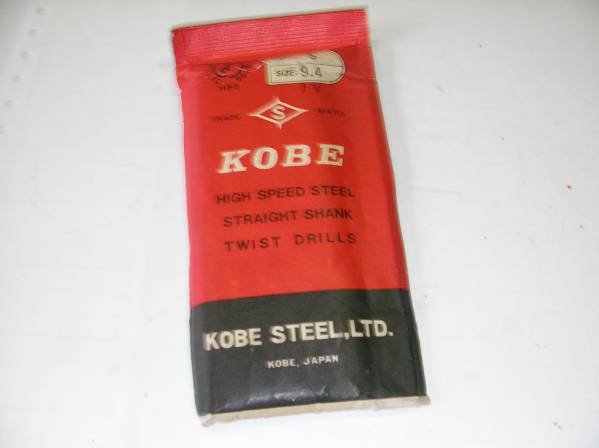 SIZE: 9.4
TRADE S MARK
KOBE
HIGH SPEED STEEL
STRAIGHT SHANK
TWIST DRILLS
KOBE STEEL,LTD.
KOBE, JAPAN